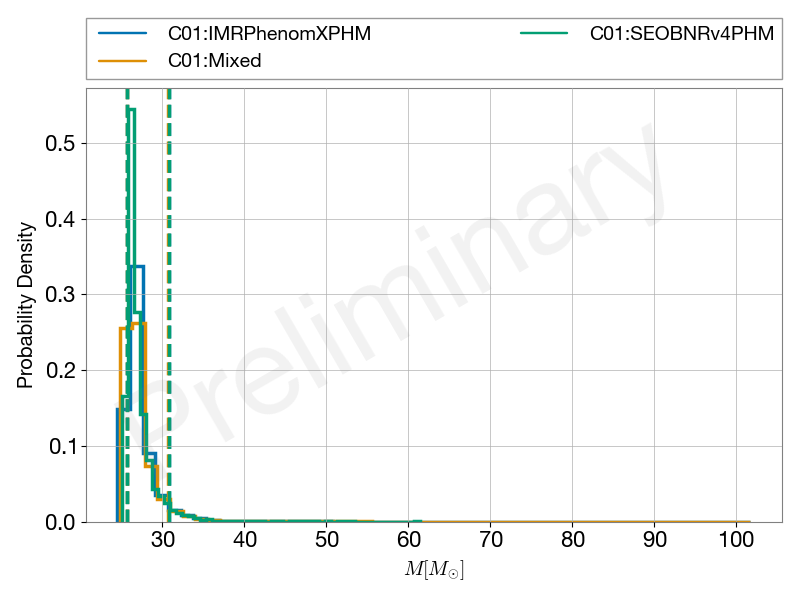 C01:IMRPhenomXPHM
C01:Mixed
C01:SEOBNRv4PHM
Preliminary
Probability Density
0.5
0.4
0.3
0.2
0.1
0.0
30 40 50 60 70 80 90 100
M[M⊙]